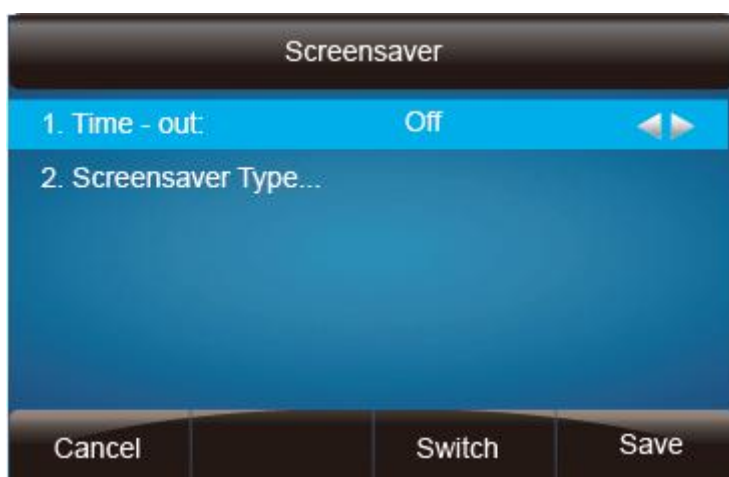 Screensaver
1. Time - out: Off
2. Screensaver Type...
Cancel Switch Save